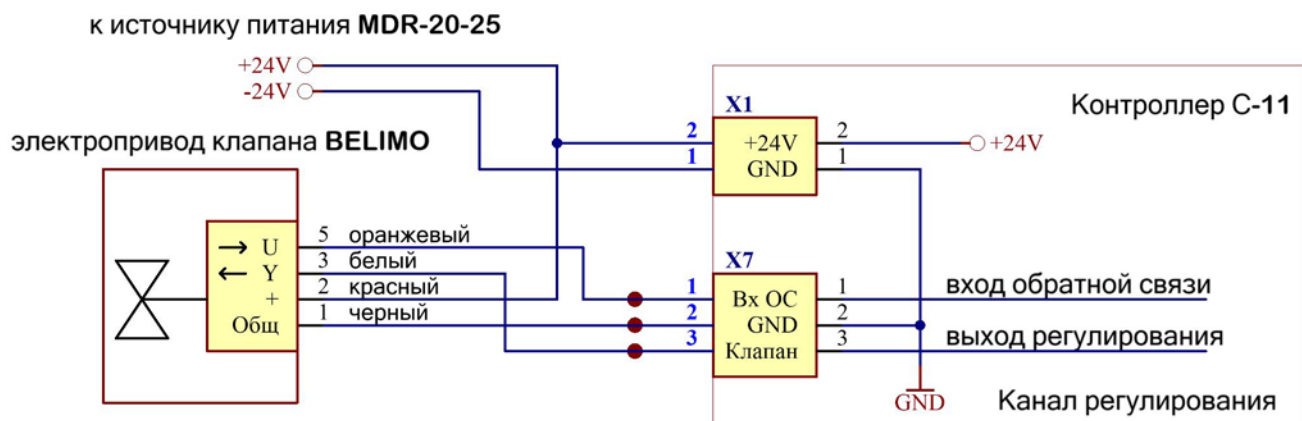 к источнику питания MDR-20-25
+24V
-24V
электропривод клапана BELIMO
Контроллер С-11
X1
2 +24V 2 +24V
1 GND 1
U 5 оранжевый
Y 3 белый
+ 2 красный
Общ 1 черный
X7
1 Вх ОС 1 вход обратной связи
2 GND 2
3 Клапан 3 выход регулирования
GND
Канал регулирования